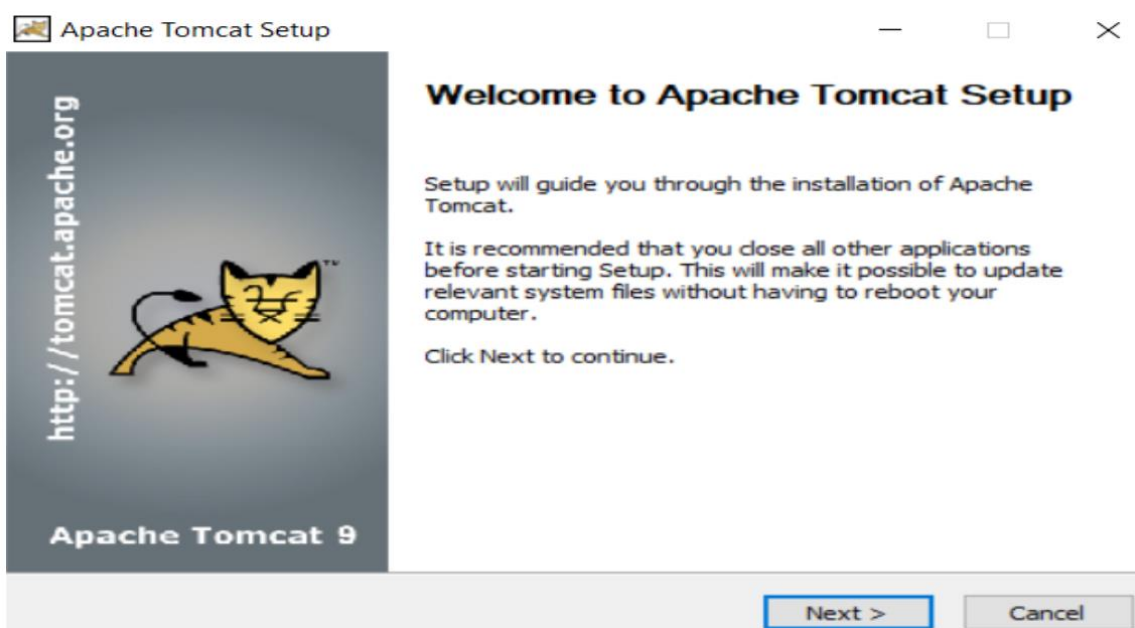 Apache Tomcat Setup
http://tomcat.apache.org
TM
Apache Tomcat 9
Welcome to Apache Tomcat Setup
Setup will guide you through the installation of Apache
Tomcat.
It is recommended that you close all other applications
before starting Setup. This will make it possible to update
relevant system files without having to reboot your
computer.
Click Next to continue.
Next >
Cancel